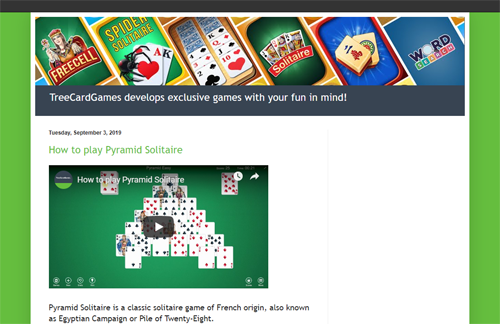 FREECELL
SPIDER
SOLITAIRE
Solitaire
WORD
SEARCH
TreeCardGames develops exclusive games with your fun in mind!
Tuesday, September 3, 2019
How to play Pyramid Solitaire
How to play Pyramid Solitaire
Pyramid Solitaire is a classic solitaire game of French origin, also known
as Egyptian Campaign or Pile of Twenty-Eight.